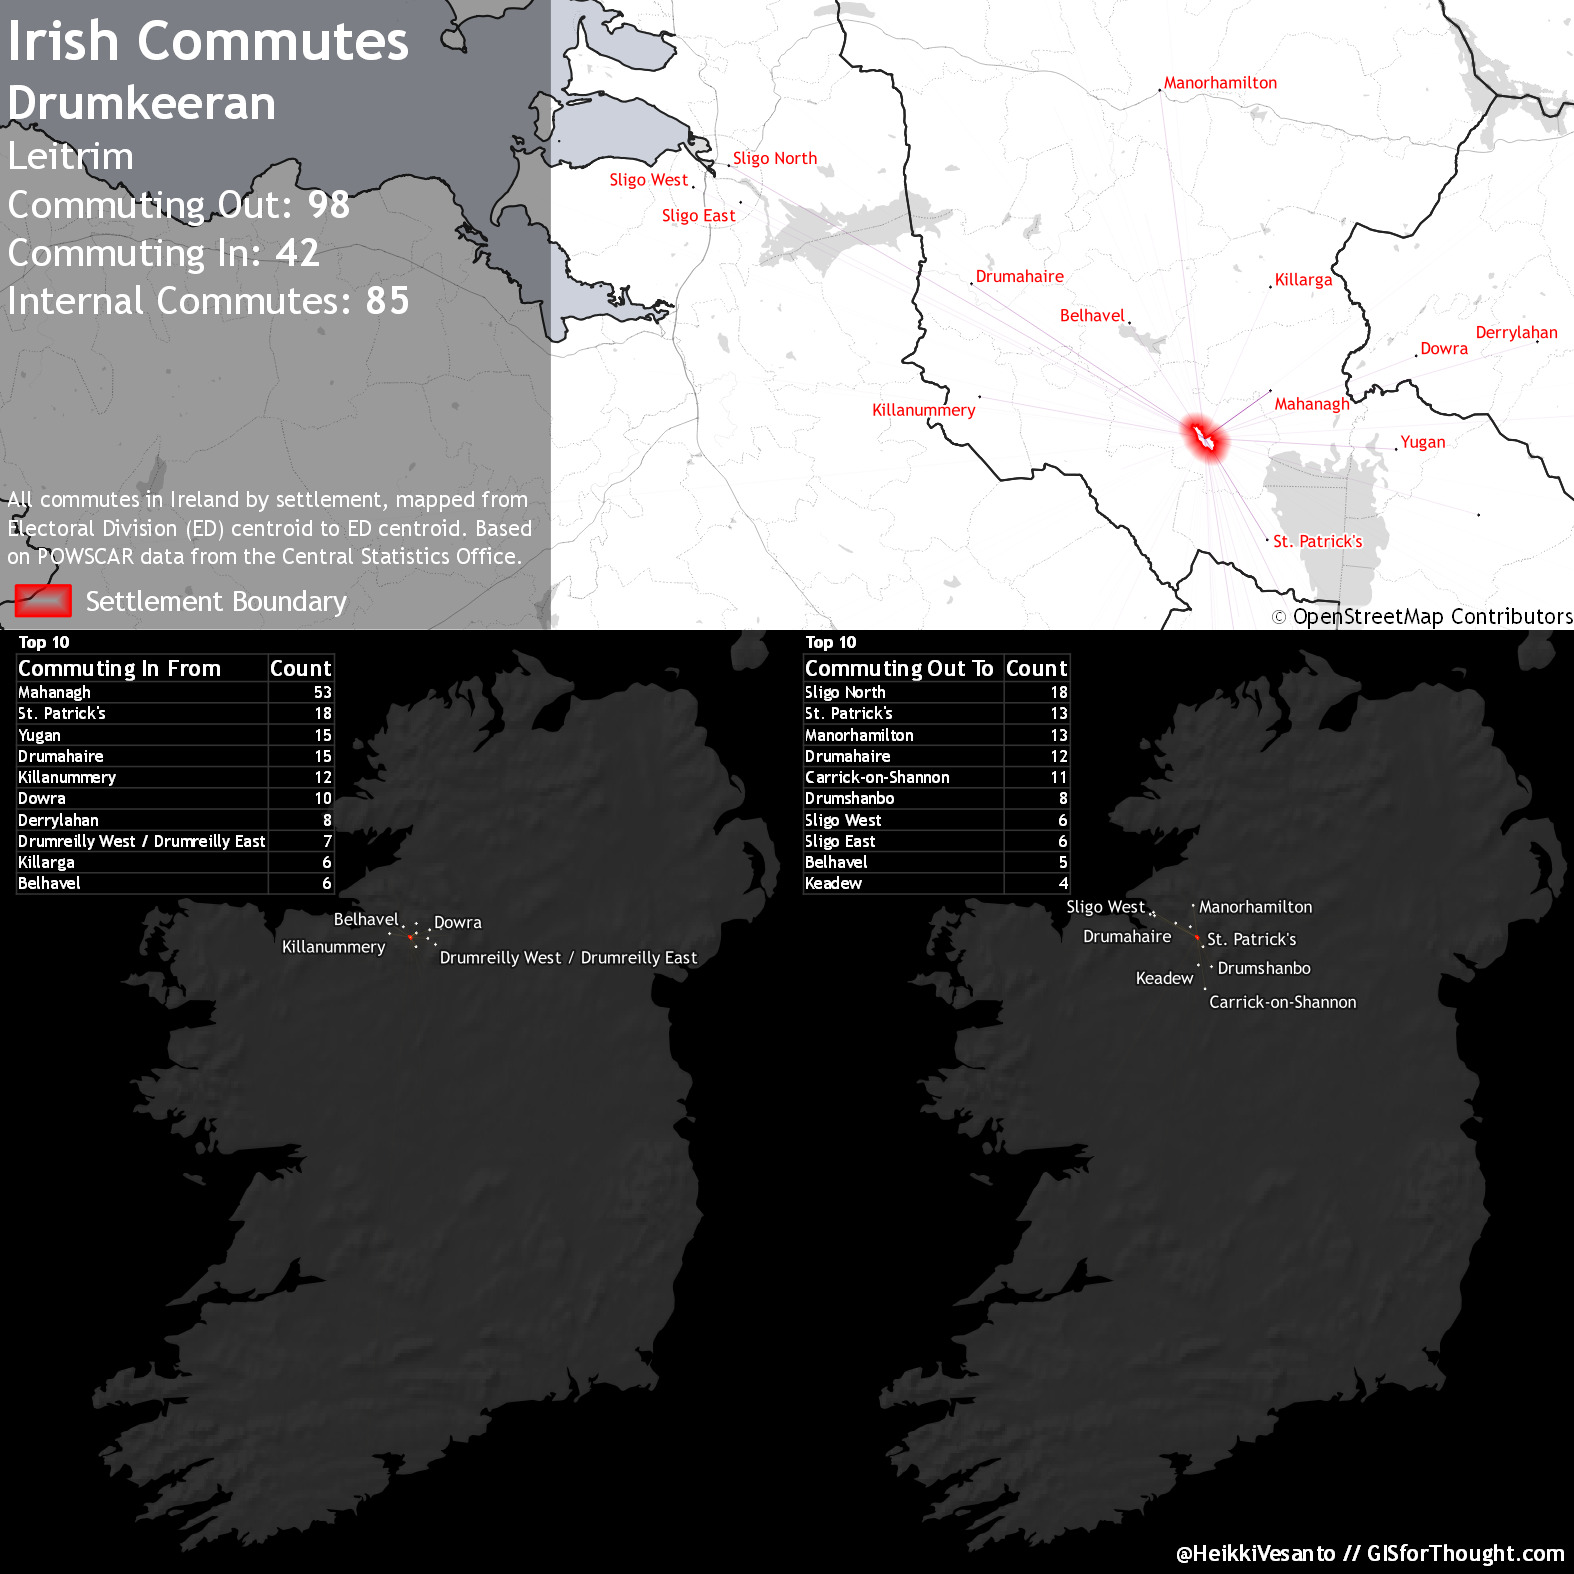 Irish Commutes
Drumkeeran
Leitrim
Commuting Out: 98
Commuting In: 42
Internal Commutes: 85
All commutes in Ireland by settlement, mapped from
Electoral Division (ED) centroid to ED centroid. Based
on POWSCAR data from the Central Statistics Office.
Settlement Boundary
Manorhamilton
Sligo North
Sligo West
Sligo East
Drumahaire
Killarga
Belhavel
Derrylahan
Dowra
Mahanagh
Killanummery
Yugan
St. Patrick's
© OpenStreetMap Contributors
Top 10
Commuting In From Count
Mahanagh 53
St. Patrick's 18
Yugan 15
Drumahaire 15
Killanummery 12
Dowra 10
Derrylahan 8
Drumreilly West / Drumreilly East 7
Killarga 6
Belhavel 6
Belhavel
Dowra
Killanummery
Drumreilly West / Drumreilly East
Top 10
Commuting Out To Count
Sligo North 18
St. Patrick's 13
Manorhamilton 13
Drumahaire 12
Carrick-on-Shannon 11
Drumshanbo 8
Sligo West 6
Sligo East 6
Belhavel 5
Keadew 4
Sligo West
Manorhamilton
Drumahaire
St. Patrick's
Drumshanbo
Keadew
Carrick-on-Shannon
@HeikkiVesanto // GISforThought.com